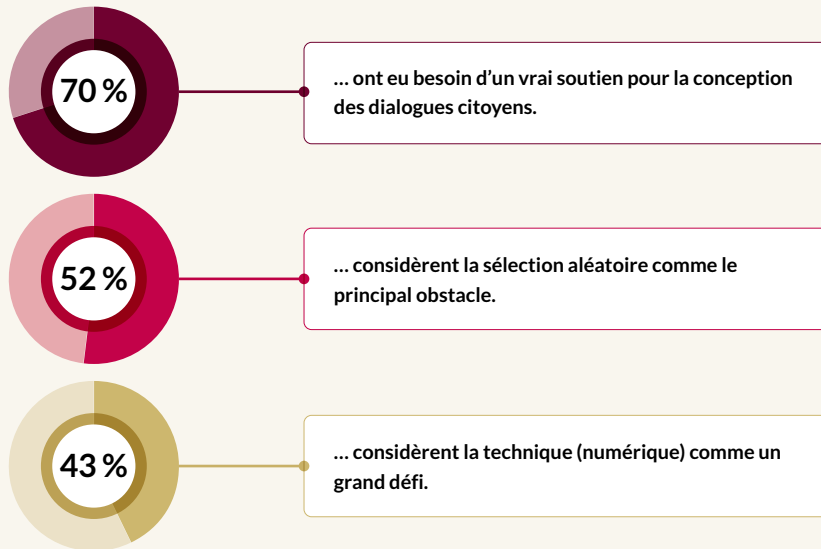 70 %
… ont eu besoin d’un vrai soutien pour la conception
des dialogues citoyens.
52 %
… considèrent la sélection aléatoire comme le
principal obstacle.
43 %
… considèrent la technique (numérique) comme un
grand défi.